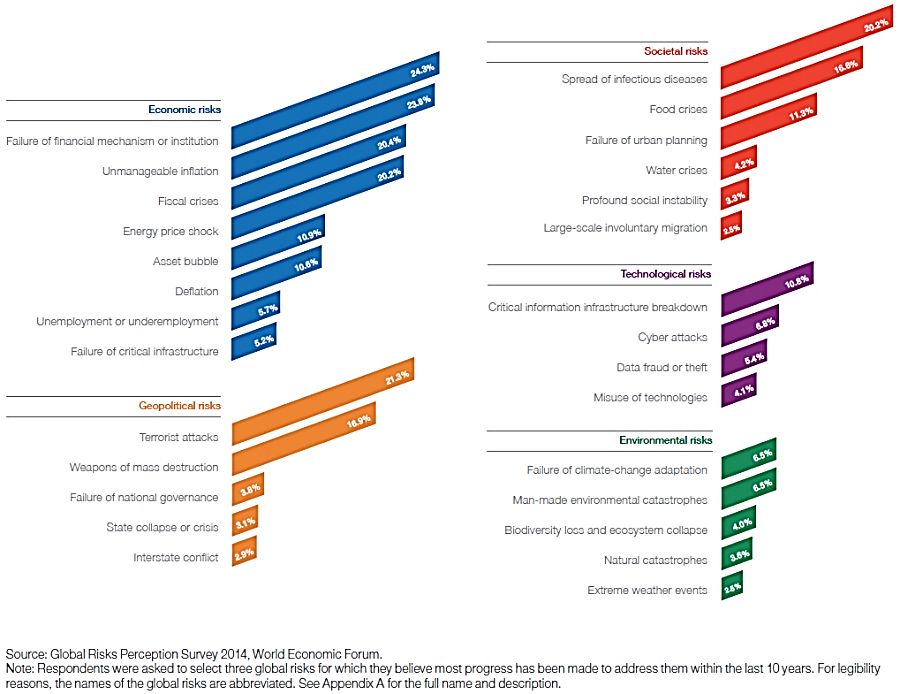 Economic risks
Failure of financial mechanism or institution 24.3%
Unmanageable inflation 23.8%
Fiscal crises 20.4%
Energy price shock 20.2%
Asset bubble 10.9%
Deflation 10.6%
Unemployment or underemployment 5.7%
Failure of critical infrastructure 5.2%
Geopolitical risks
Terrorist attacks 21.3%
Weapons of mass destruction 16.9%
Failure of national governance 3.8%
State collapse or crisis 3.1%
Interstate conflict 2.9%
Societal risks
Spread of infectious diseases 20.2%
Food crises 16.8%
Failure of urban planning 11.3%
Water crises 4.2%
Profound social instability 3.3%
Large-scale involuntary migration 2.5%
Technological risks
Critical information infrastructure breakdown 10.8%
Cyber attacks 6.8%
Data fraud or theft 5.4%
Misuse of technologies 4.1%
Environmental risks
Failure of climate-change adaptation 6.5%
Man-made environmental catastrophes 6.5%
Biodiversity loss and ecosystem collapse 4.0%
Natural catastrophes 3.6%
Extreme weather events 2.5%
Source: Global Risks Perception Survey 2014, World Economic Forum.
Note: Respondents were asked to select three global risks for which they believe most progress has been made to address them within the last 10 years. For legibility
reasons, the names of the global risks are abbreviated. See Appendix A for the full name and description.